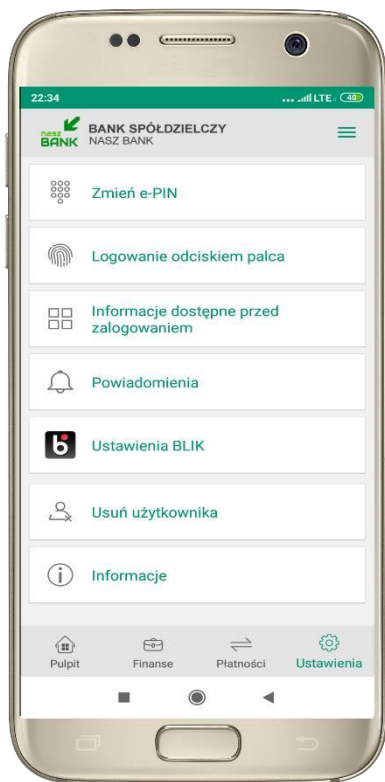 22:34
LTE 40
nasz BANK
BANK SPÓŁDZIELCZY
NASZ BANK
Zmień e-PIN
Logowanie odciskiem palca
Informacje dostępne przed
zalogowaniem
Powiadomienia
Ustawienia BLIK
Usuń użytkownika
Informacje
Pulpit Finanse Płatności Ustawienia